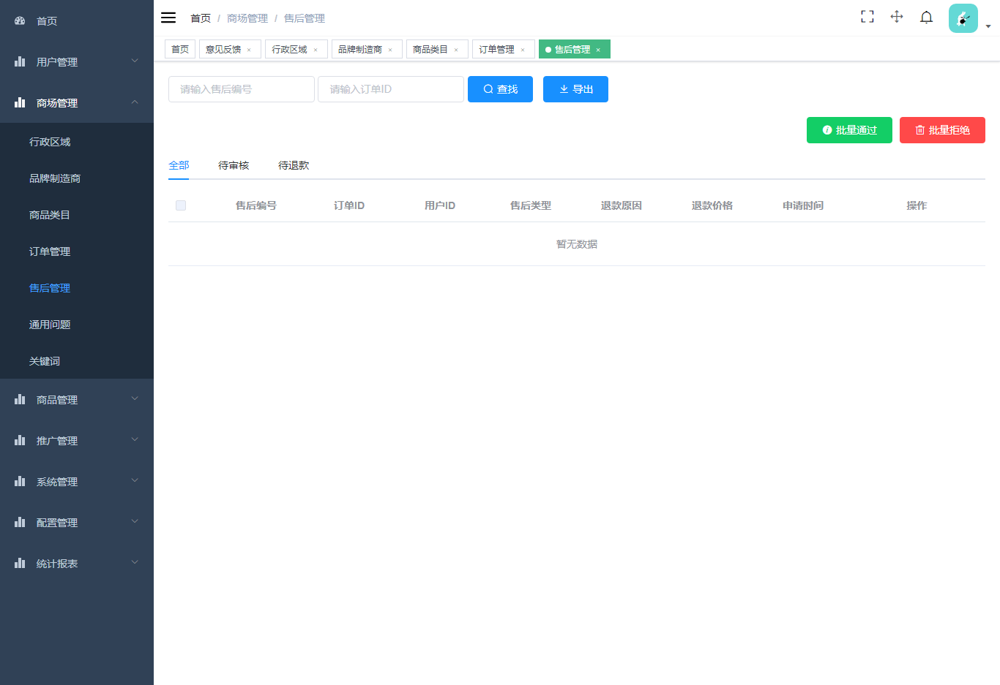 首页
用户管理
商场管理
行政区域
品牌制造商
商品类目
订单管理
售后管理
通用问题
关键词
商品管理
推广管理
系统管理
配置管理
统计报表
首页 / 商场管理 / 售后管理
首页 意见反馈 × 行政区域 × 品牌制造商 × 商品类目 × 订单管理 × 售后管理 ×
请输入售后编号 请输入订单ID 查找 导出
批量通过 批量拒绝
全部 待审核 待退款
售后编号 订单ID 用户ID 售后类型 退款原因 退款价格 申请时间 操作
暂无数据